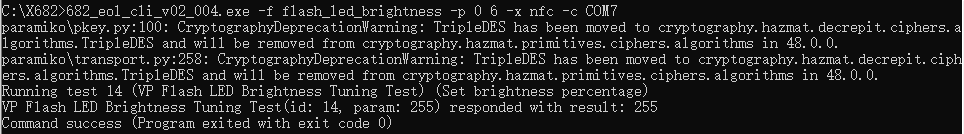 C:\X682>682_eol_cli_v02_004.exe -f flash_led_brightness -p 0 6 -x nfc -c COM7
paramiko\pkey.py:100: CryptographyDeprecationWarning: TripleDES has been moved to cryptography.hazmat.decrepit.ciphers.a
lgorithms.TripleDES and will be removed from cryptography.hazmat.primitives.ciphers.algorithms in 48.0.0.
paramiko\transport.py:258: CryptographyDeprecationWarning: TripleDES has been moved to cryptography.hazmat.decrepit.ciph
ers.algorithms.TripleDES and will be removed from cryptography.hazmat.primitives.ciphers.algorithms in 48.0.0.
Running test 14 (VP Flash LED Brightness Tuning Test) (Set brightness percentage)
VP Flash LED Brightness Tuning Test(id: 14, param: 255) responded with result: 255
Command success (Program exited with exit code 0)